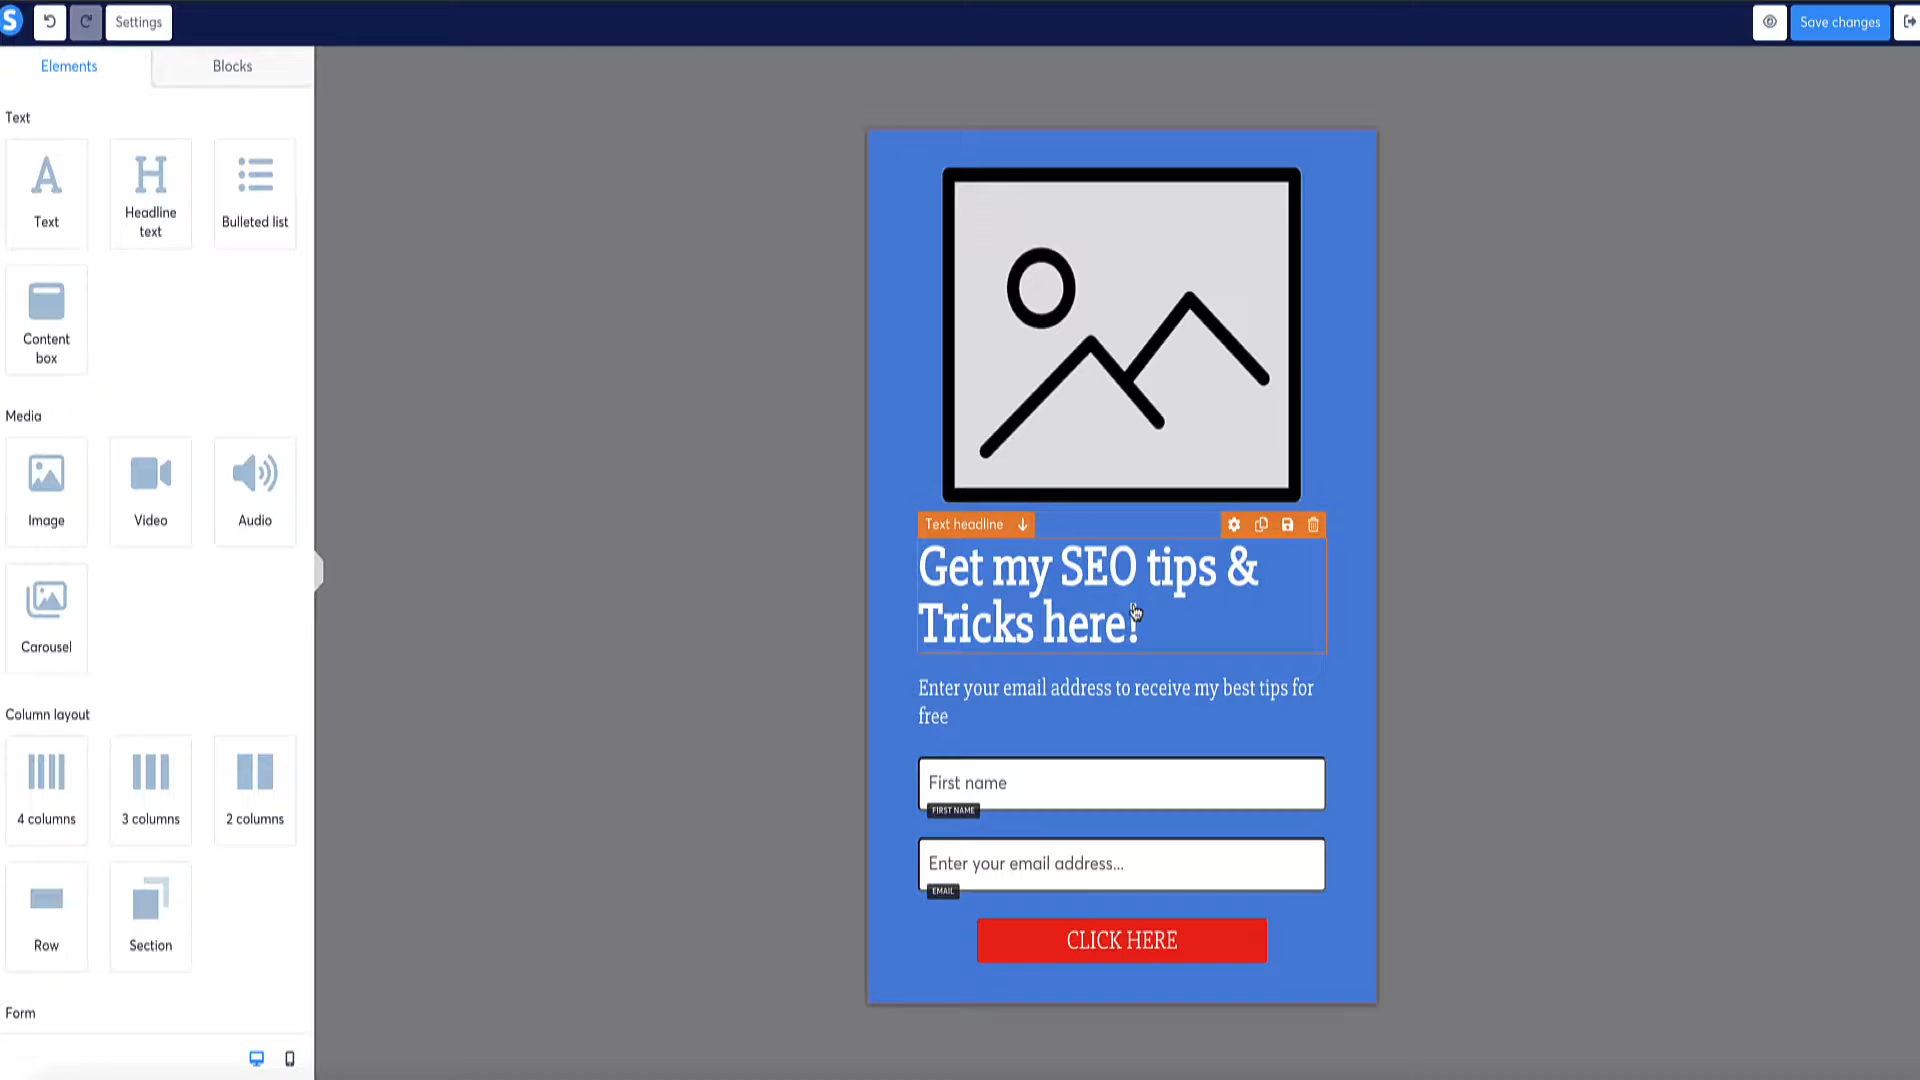 S
Settings
Save changes
Elements
Blocks
Text
A
Text
H
Headline
text
Bulleted list
Content
box
Media
Image
Video
Audio
Carousel
Column layout
4 columns
3 columns
2 columns
Row
Section
Form
Text headline
Get my SEO tips &
Tricks here!
Enter your email address to receive my best tips for
free
First name
FIRST NAME
Enter your email address...
EMAIL
CLICK HERE